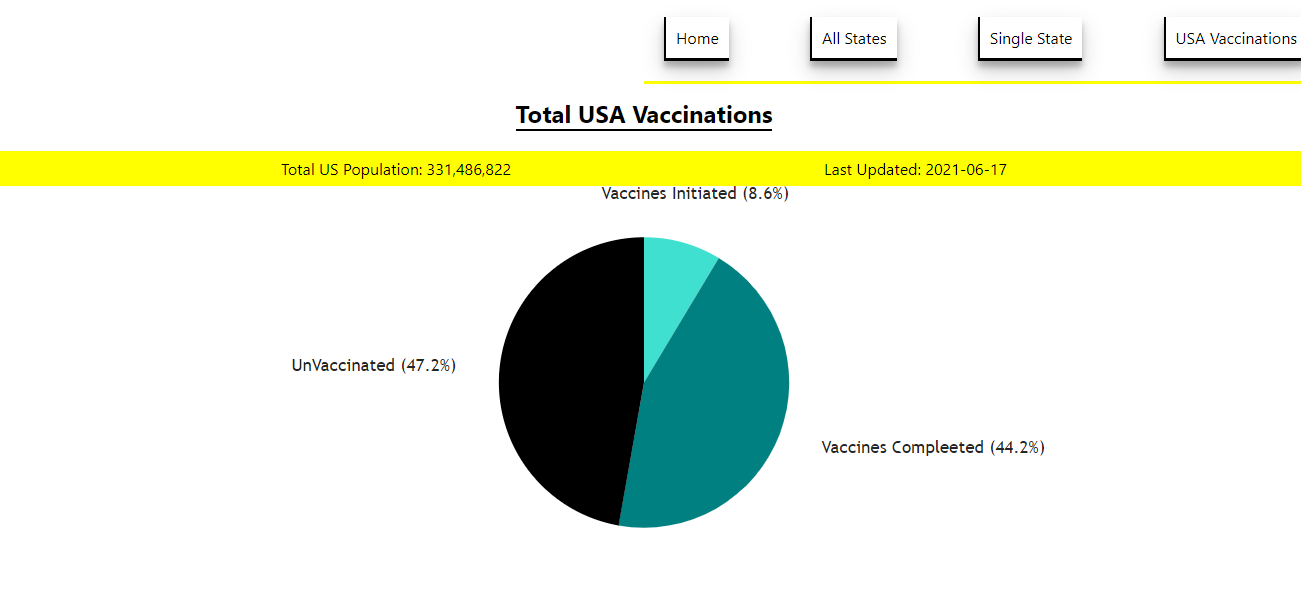 Home All States Single State USA Vaccinations
Total USA Vaccinations
Total US Population: 331,486,822 Last Updated: 2021-06-17
Vaccines Initiated (8.6%)
UnVaccinated (47.2%)
Vaccines Compleeted (44.2%)